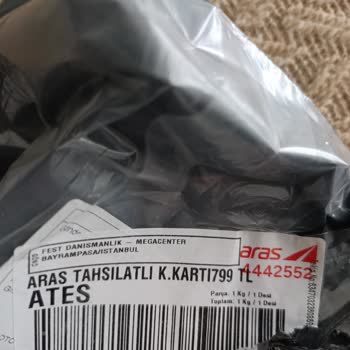 FEST DANISMANLIK - MEGACENTER
BAYRAMPASA/ISTANBUL
aras
4442552
ARAS TAHSILATLI K.KARTI799 TL
ATES
Parça: 1 Kg / 1 Desi
Toplam: 1 Kg / 1 Desi